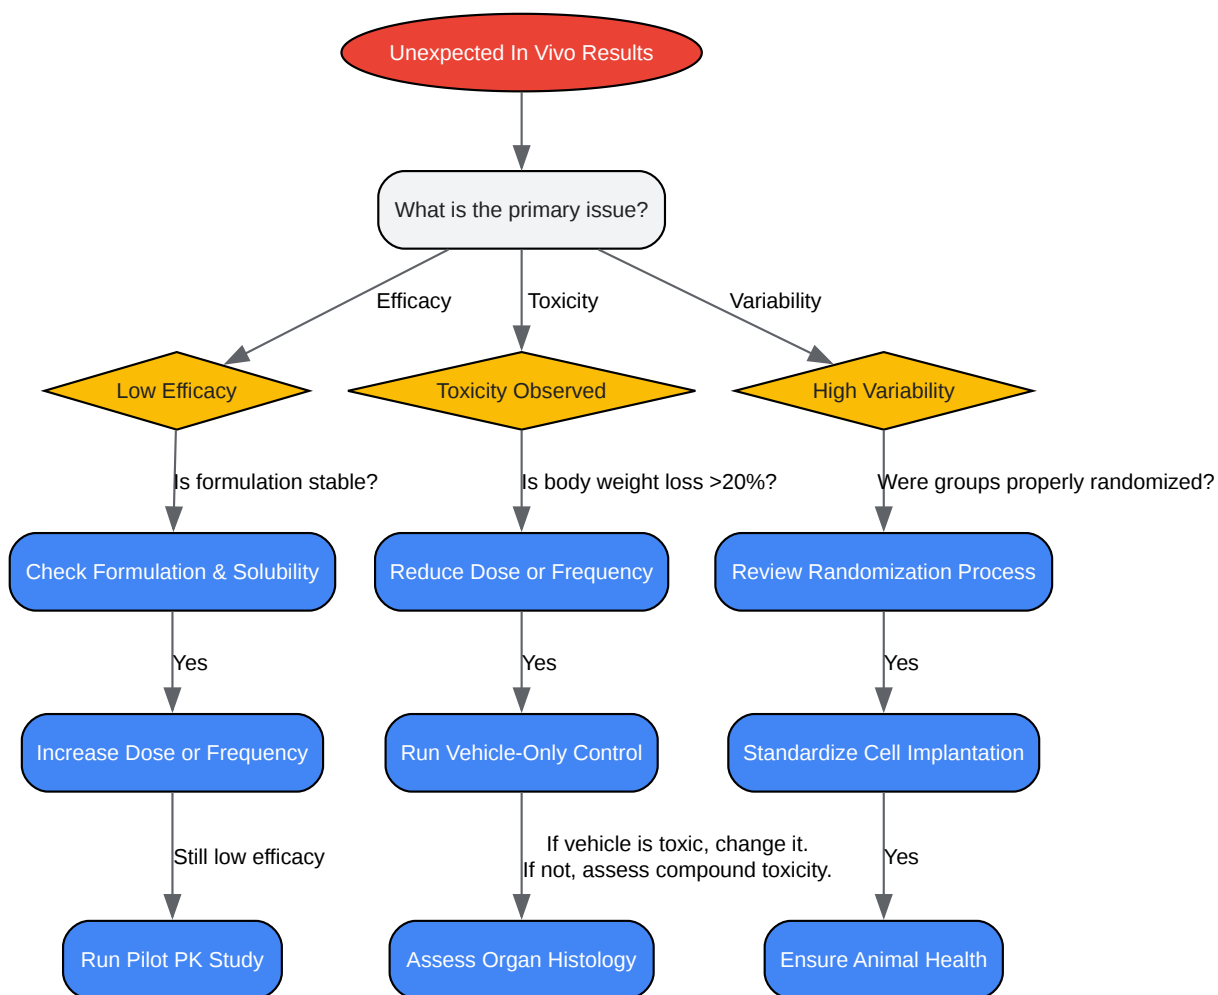 Unexpected In Vivo Results
What is the primary issue?
Efficacy
Toxicity
Variability
Low Efficacy
Toxicity Observed
High Variability
Is formulation stable?
Is body weight loss >20%?
Were groups properly randomized?
Check Formulation & Solubility
Reduce Dose or Frequency
Review Randomization Process
Yes
Yes
Yes
Increase Dose or Frequency
Run Vehicle-Only Control
Standardize Cell Implantation
Still low efficacy
If vehicle is toxic, change it.
If not, assess compound toxicity.
Yes
Run Pilot PK Study
Assess Organ Histology
Ensure Animal Health